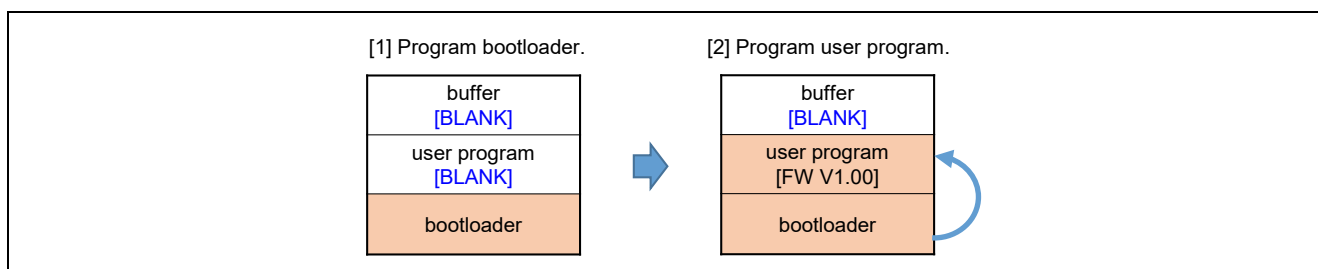 [1] Program bootloader.
buffer
[BLANK]
user program
[BLANK]
bootloader
[2] Program user program.
buffer
[BLANK]
user program
[FW V1.00]
bootloader